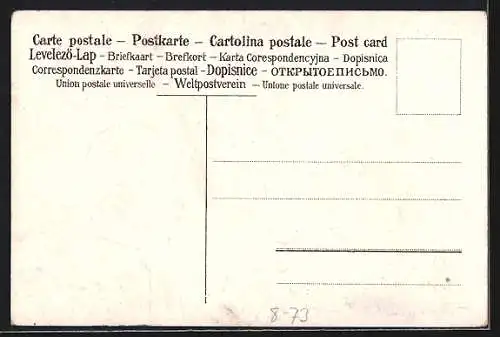 Carte postale – Postkarte – Cartolina postale – Post card
Levelező-Lap – Briefkaart – Brefkort – Karta Corespondencyjna – Dopisnica
Correspondenzkarte – Tarjeta postal – Dopisnice – ОТКРЫТОЕ ПИСЬМО.
Union postale universelle – Weltpostverein – Unione postale universale.
8-73